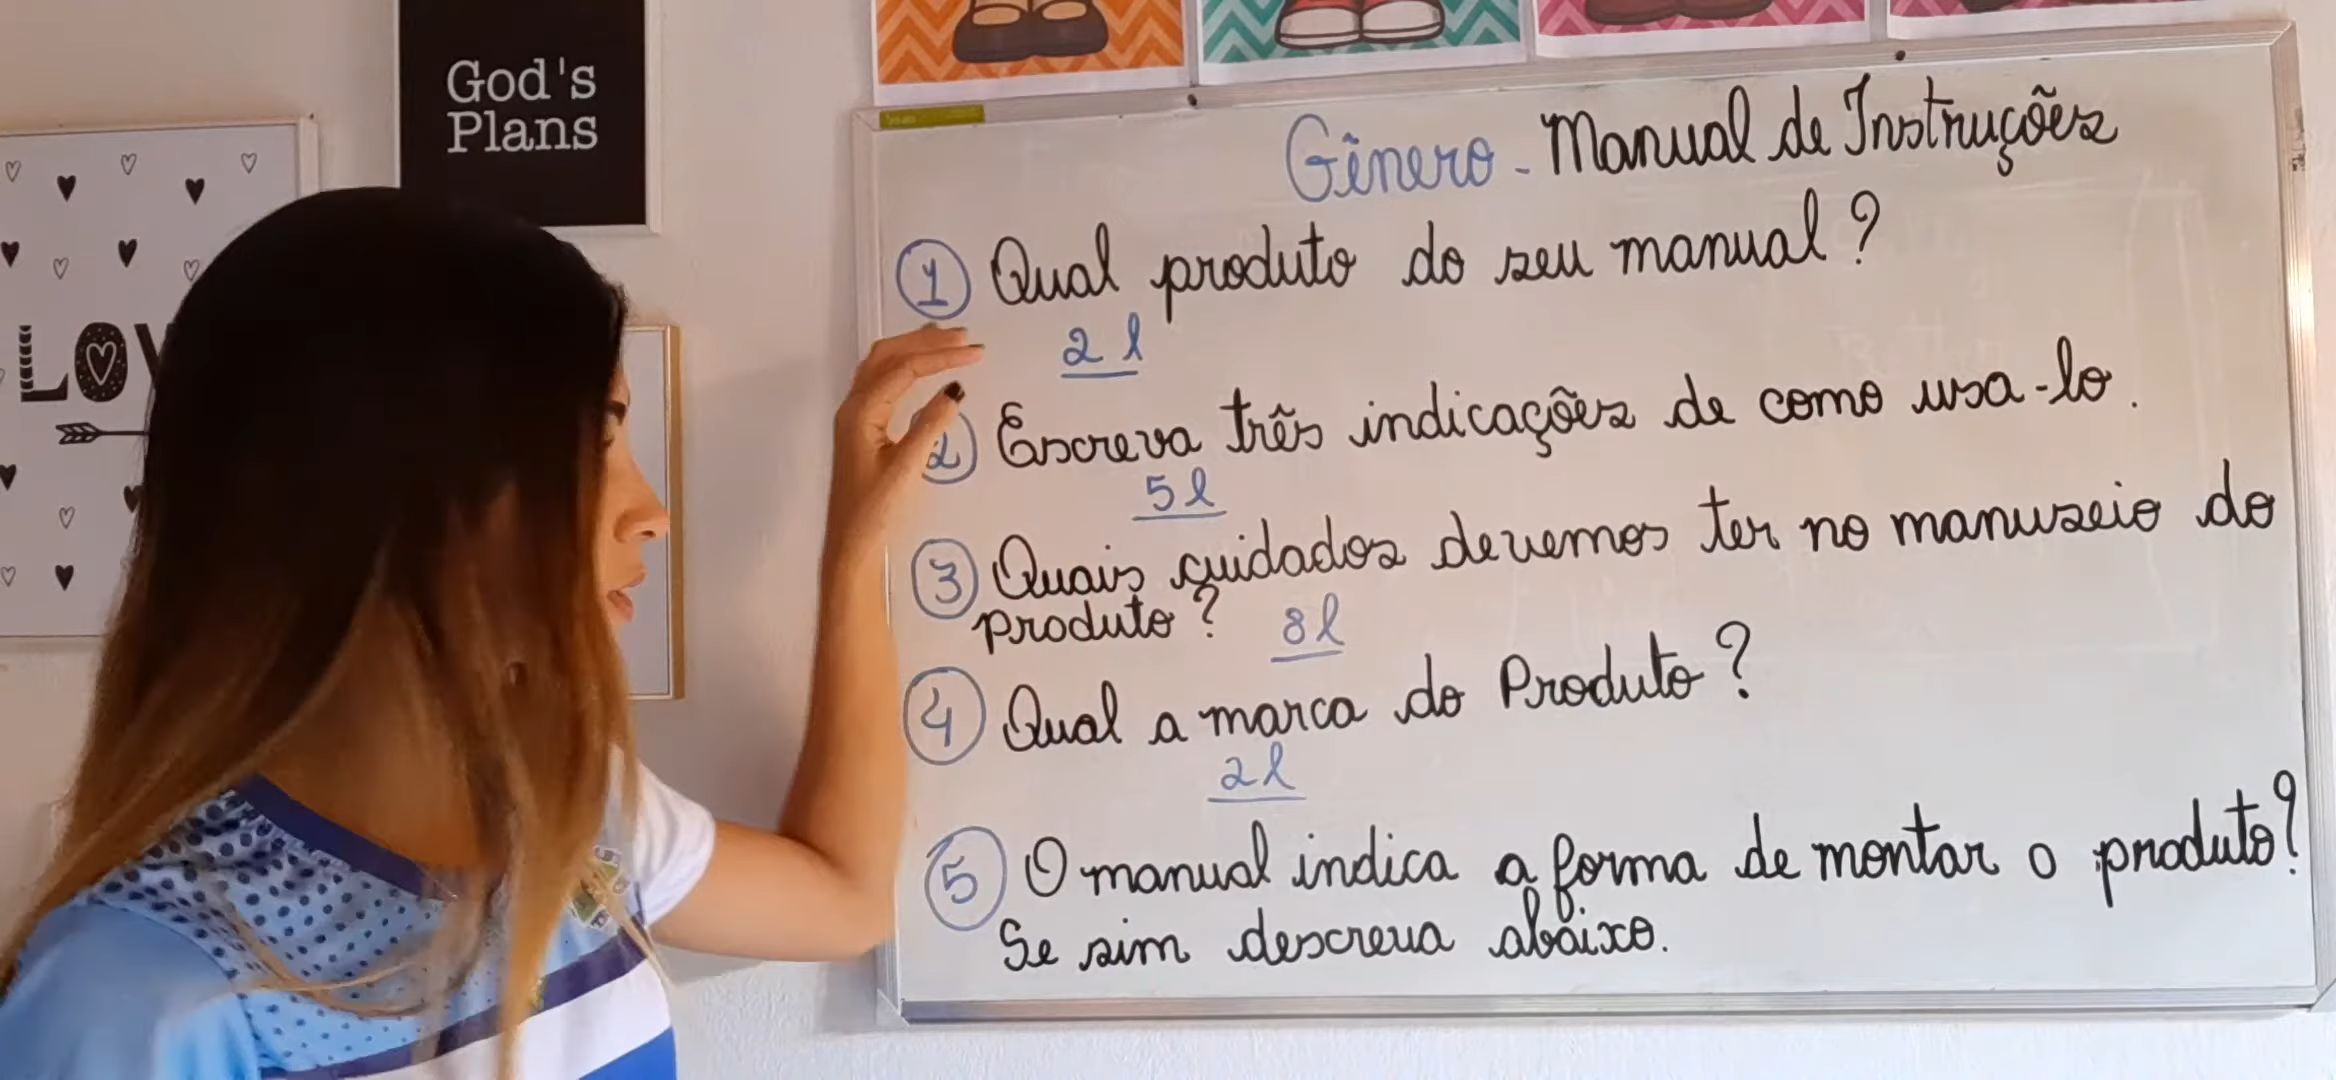 God's
Plans
LOV
Gênero - Manual de Instruções
1 Qual produto do seu manual?
2 l
2 Escreva três indicações de como usa-lo.
5 l
3 Quais cuidados devemos ter no manuseio do
produto? 8 l
4 Qual a marca do Produto?
2 l
5 O manual indica a forma de montar o produto?
Se sim descreva abaixo.